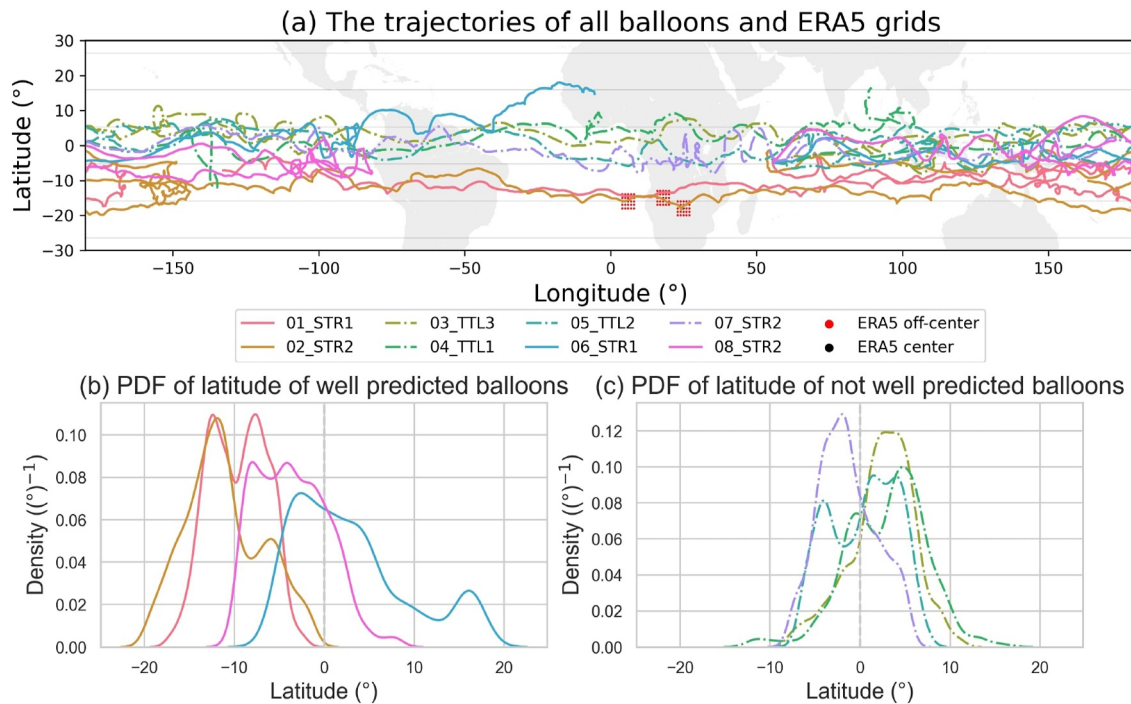 (a) The trajectories of all balloons and ERA5 grids
Latitude (°)
30
20
10
0
−10
−20
−30
−150
−100
−50
0
50
100
150
Longitude (°)
01_STR1
03_TTL3
05_TTL2
07_STR2
ERA5 off-center
02_STR2
04_TTL1
06_STR1
08_STR2
ERA5 center
(b) PDF of latitude of well predicted balloons
Density ((°)⁻¹
0.10
0.08
0.06
0.04
0.02
0.00
−20
−10
0
10
20
Latitude (°)
(c) PDF of latitude of not well predicted balloons
Density ((°)⁻¹
0.12
0.10
0.08
0.06
0.04
0.02
0.00
−20
−10
0
10
20
Latitude (°)